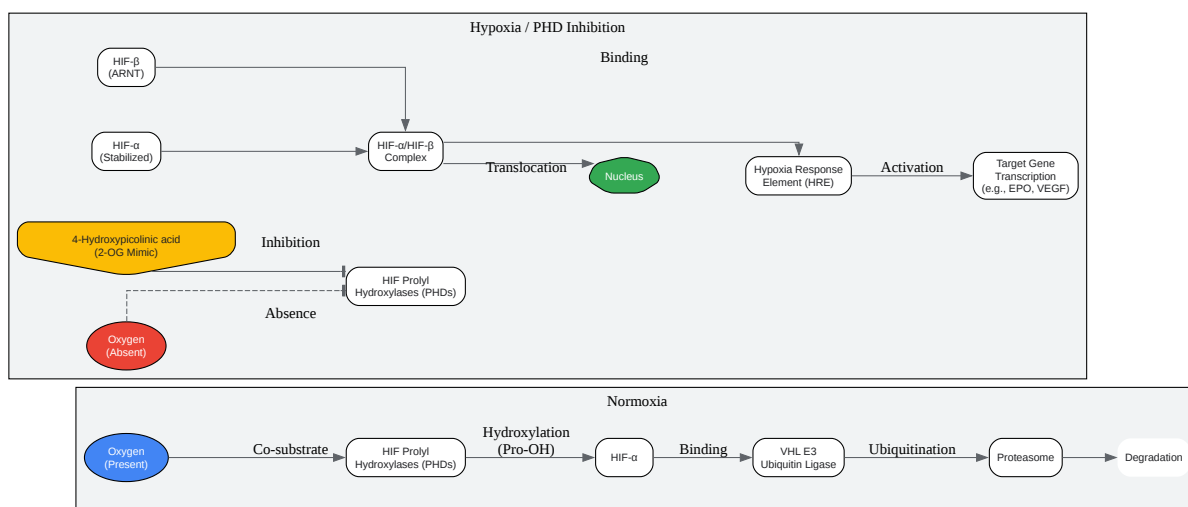 Hypoxia / PHD Inhibition
Binding
HIF-β
(ARNT)
HIF-α
(Stabilized)
HIF-α/HIF-β
Complex
Translocation
Nucleus
Hypoxia Response
Element (HRE)
Activation
Target Gene
Transcription
(e.g., EPO, VEGF)
4-Hydroxypicolinic acid
(2-OG Mimic)
Inhibition
HIF Prolyl
Hydroxylases (PHDs)
Absence
Oxygen
(Absent)
Normoxia
Oxygen
(Present)
Co-substrate
HIF Prolyl
Hydroxylases (PHDs)
Hydroxylation
(Pro-OH)
HIF-α
Binding
VHL E3
Ubiquitin Ligase
Ubiquitination
Proteasome
Degradation